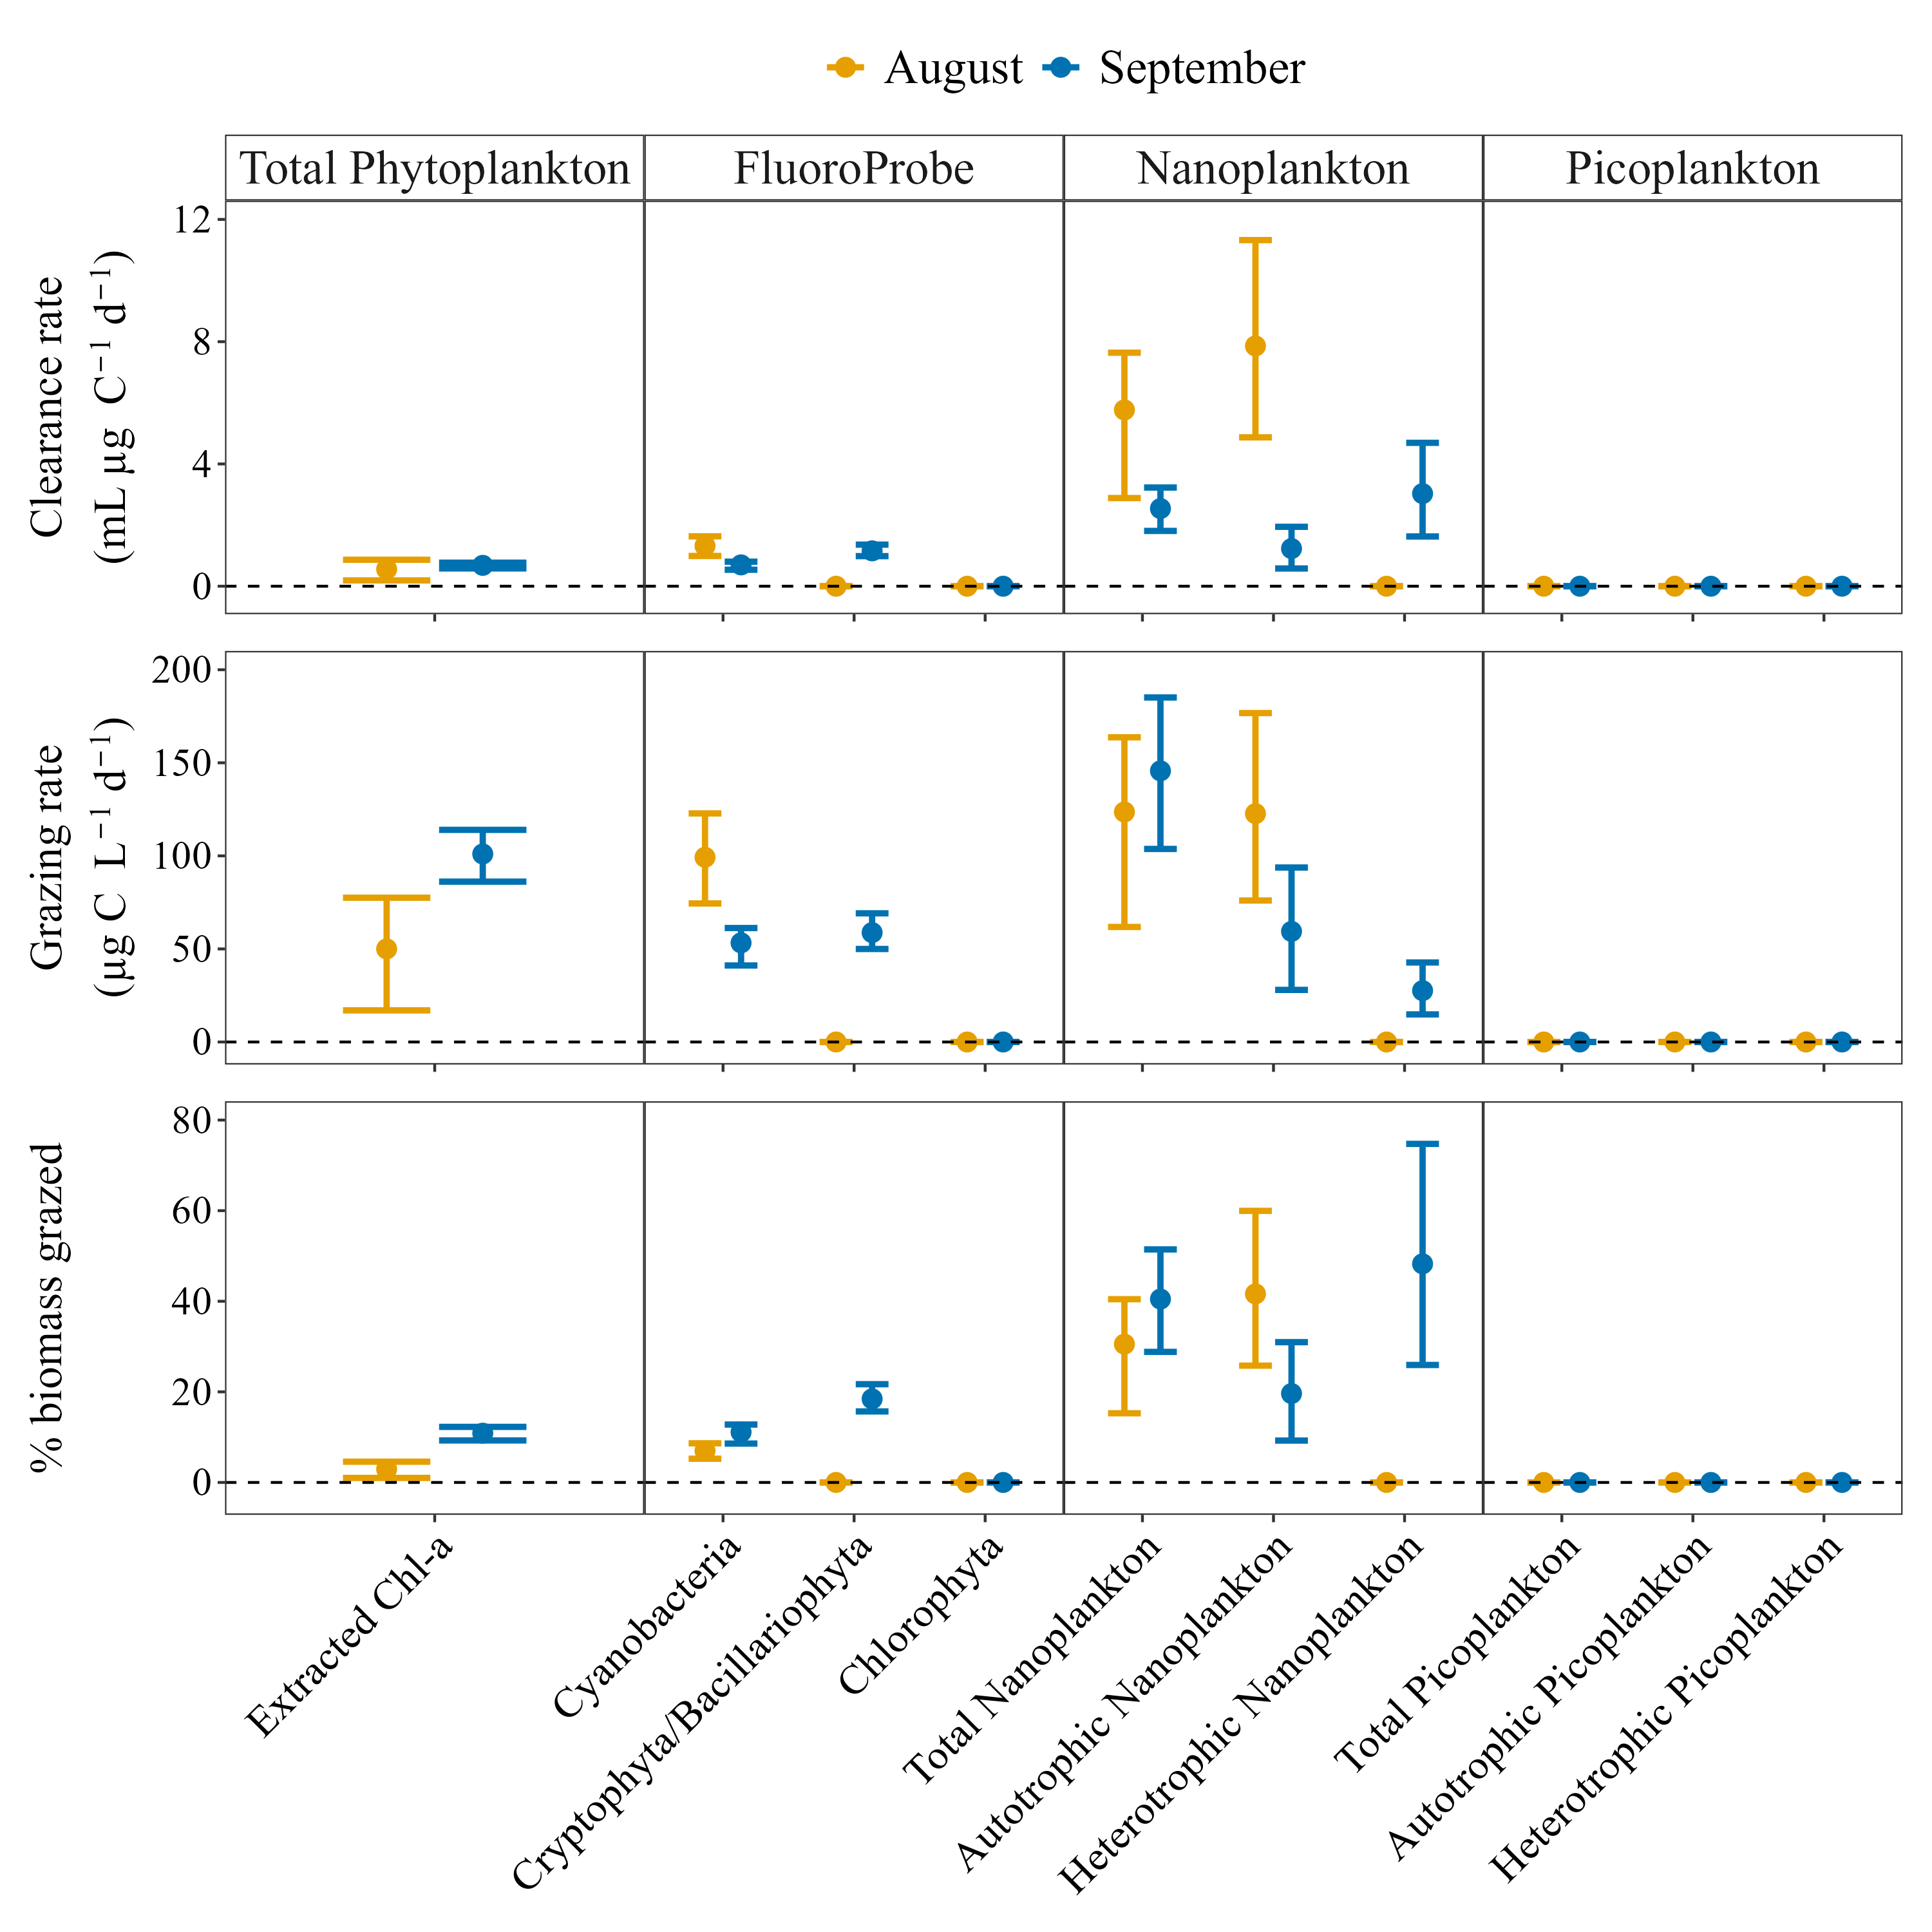 August September
Total Phytoplankton FluoroProbe Nanoplankton Picoplankton
Clearance rate
(mL µg C⁻¹ d⁻¹)
12
8
4
0
Grazing rate
(µg C L⁻¹ d⁻¹)
200
150
100
50
0
% biomass grazed
80
60
40
20
0
Extracted Chl-a
Cyanobacteria
Cryptophyta/Bacillariophyta
Chlorophyta
Total Nanoplankton
Autotrophic Nanoplankton
Heterotrophic Nanoplankton
Total Picoplankton
Autotrophic Picoplankton
Heterotrophic Picoplankton